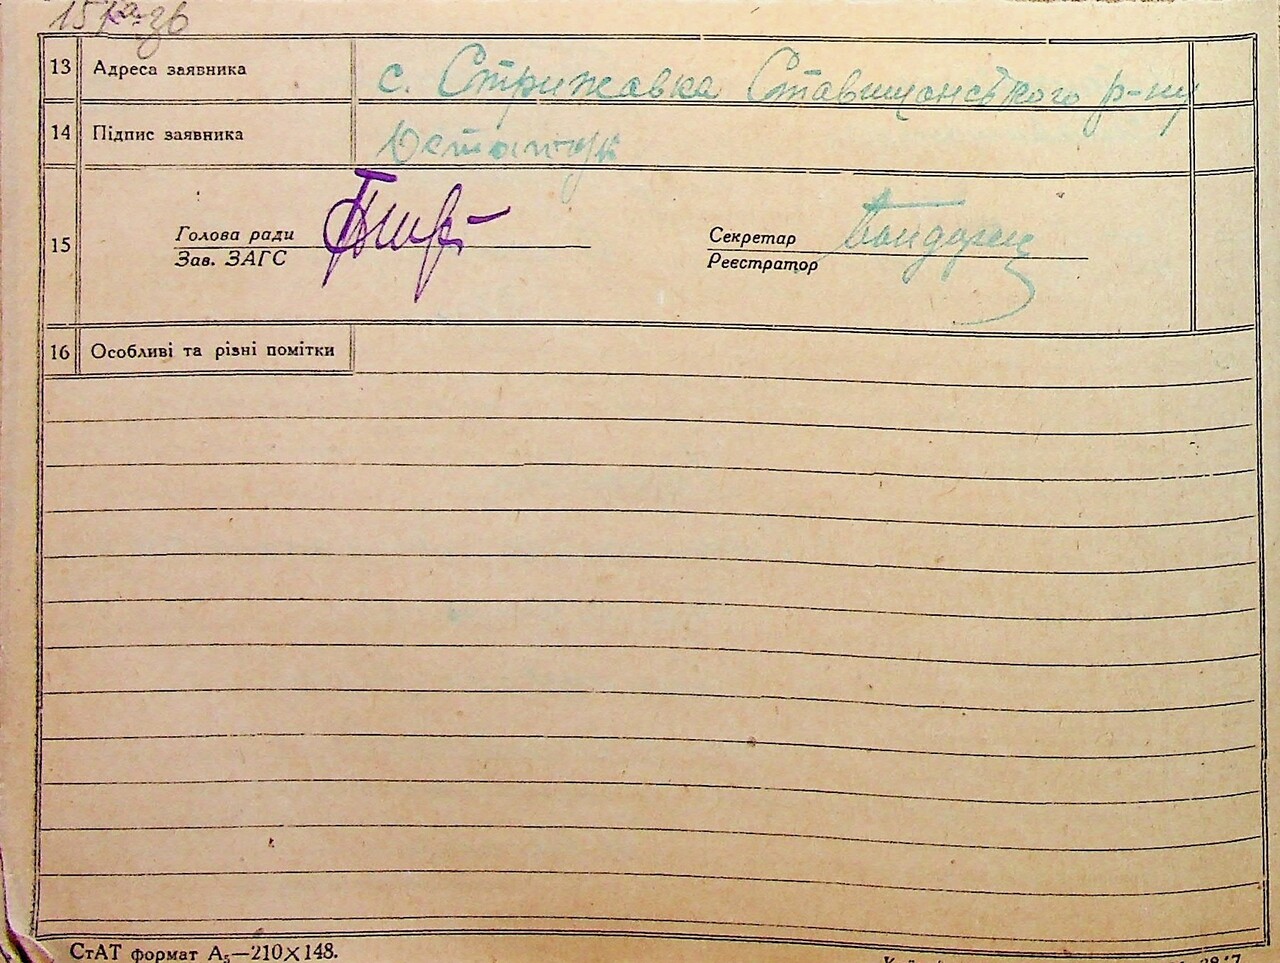 13 Адреса заявника с. Стрижавка Ставищанського р-ну
14 Підпис заявника Остапчук
15 Голова ради Секретар
Зав. ЗАГС Реєстратор
16 Особливі та різні помітки
СтАТ формат А₅—210×148.